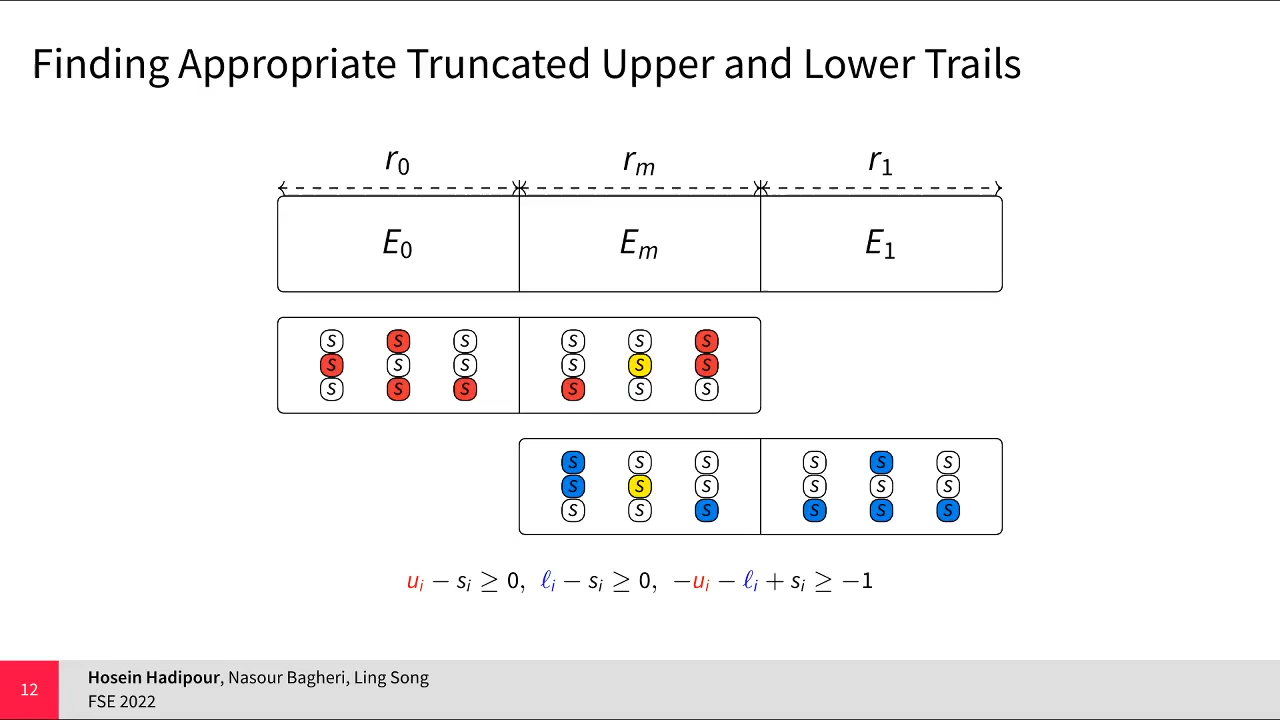 Finding Appropriate Truncated Upper and Lower Trails
r₀ rₘ r₁
E₀ Eₘ E₁
S S S S S S
S S S S S S
S S S S S S
S S S S S S
S S S S S S
S S S S S S
uᵢ − sᵢ ≥ 0, ℓᵢ − sᵢ ≥ 0, −uᵢ − ℓᵢ + sᵢ ≥ −1
12
Hosein Hadipour, Nasour Bagheri, Ling Song
FSE 2022